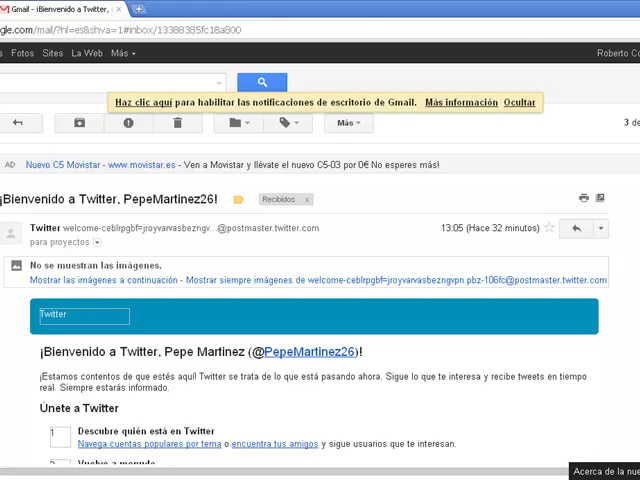 Gmail - ¡Bienvenido a Twitter,
gle.com/mail/?hl=es&shva=1#inbox/13388385fc18a800
Fotos Sites La Web Más Roberto Co
Haz clic aquí para habilitar las notificaciones de escritorio de Gmail. Más información Ocultar
Más
3 de
AD Nuevo C5 Movistar - www.movistar.es - Ven a Movistar y llévate el nuevo C5-03 por 0€ No esperes más!
¡Bienvenido a Twitter, PepeMartinez26! Recibidos x
Twitter welcome-ceblrpgbf=jroyvarvasbezngv...@postmaster.twitter.com 13:05 (Hace 32 minutos)
para proyectos
No se muestran las imágenes.
Mostrar las imágenes a continuación - Mostrar siempre imágenes de welcome-ceblrpgbf=jroyvarvasbezngvpn.pbz-106fc@postmaster.twitter.com
Twitter
¡Bienvenido a Twitter, Pepe Martinez (@PepeMartinez26)!
¡Estamos contentos de que estés aquí! Twitter se trata de lo que está pasando ahora. Sigue lo que te interesa y recibe tweets en tiempo
real. Siempre estarás informado.
Únete a Twitter
1 Descubre quién está en Twitter
Navega cuentas populares por tema o encuentra tus amigos y sigue usuarios que te interesan.
2 Vuelve a menudo
Acerca de la nue